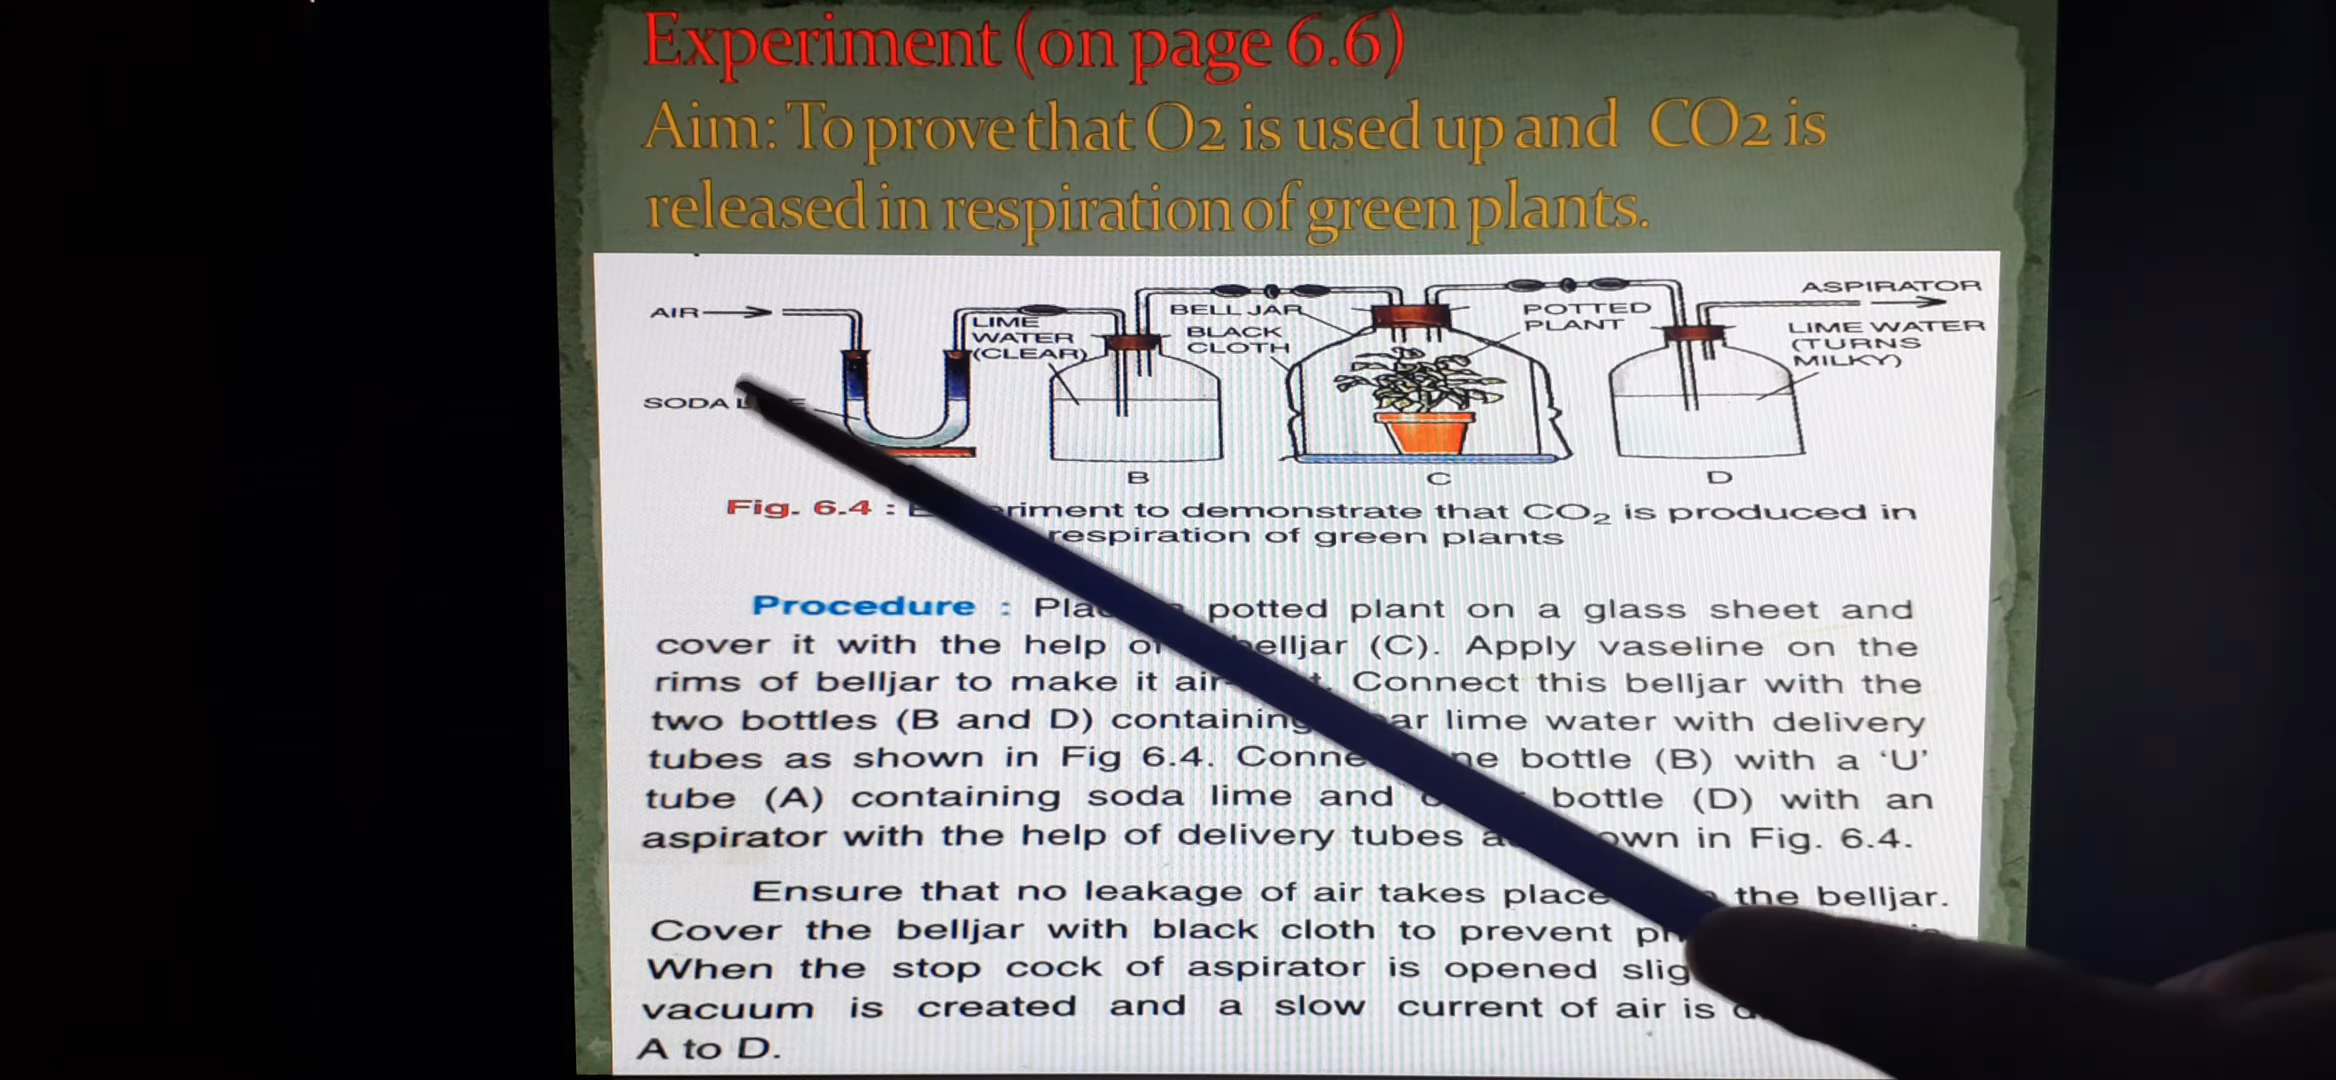 Experiment (on page 6.6)
Aim: To prove that O2 is used up and CO2 is
released in respiration of green plants.
AIR
SODA
LIME
WATER
(CLEAR)
BELL JAR
BLACK
CLOTH
POTTED
PLANT
ASPIRATOR
LIME WATER
(TURNS
MILKY)
B
C
D
Fig. 6.4 : riment to demonstrate that CO₂ is produced in
respiration of green plants
Procedure : potted plant on a glass sheet and
cover it with the help elljar (C). Apply vaseline on the
rims of belljar to make it air Connect this belljar with the
two bottles (B and D) containing lime water with delivery
tubes as shown in Fig 6.4. Conne bottle (B) with a ‘U’
tube (A) containing soda lime and bottle (D) with an
aspirator with the help of delivery tubes own in Fig. 6.4.
Ensure that no leakage of air takes place the belljar.
Cover the belljar with black cloth to prevent
When the stop cock of aspirator is opened slig
vacuum is created and a slow current of air is
A to D.